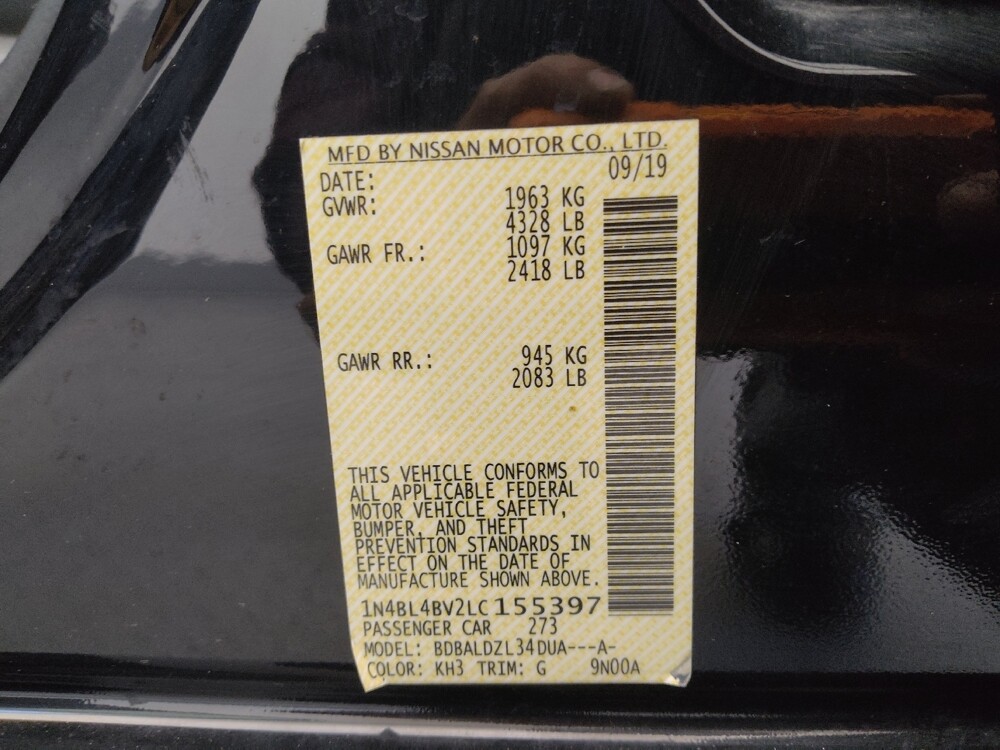 MFD BY NISSAN MOTOR CO., LTD.
DATE: 09/19
GVWR: 1963 KG
4328 LB
GAWR FR.: 1097 KG
2418 LB
GAWR RR.: 945 KG
2083 LB
THIS VEHICLE CONFORMS TO
ALL APPLICABLE FEDERAL
MOTOR VEHICLE SAFETY,
BUMPER, AND THEFT
PREVENTION STANDARDS IN
EFFECT ON THE DATE OF
MANUFACTURE SHOWN ABOVE.
1N4BL4BV2LC155397
PASSENGER CAR 273
MODEL: BDBALDZL34DUA---A-
COLOR: KH3 TRIM: G 9N00A